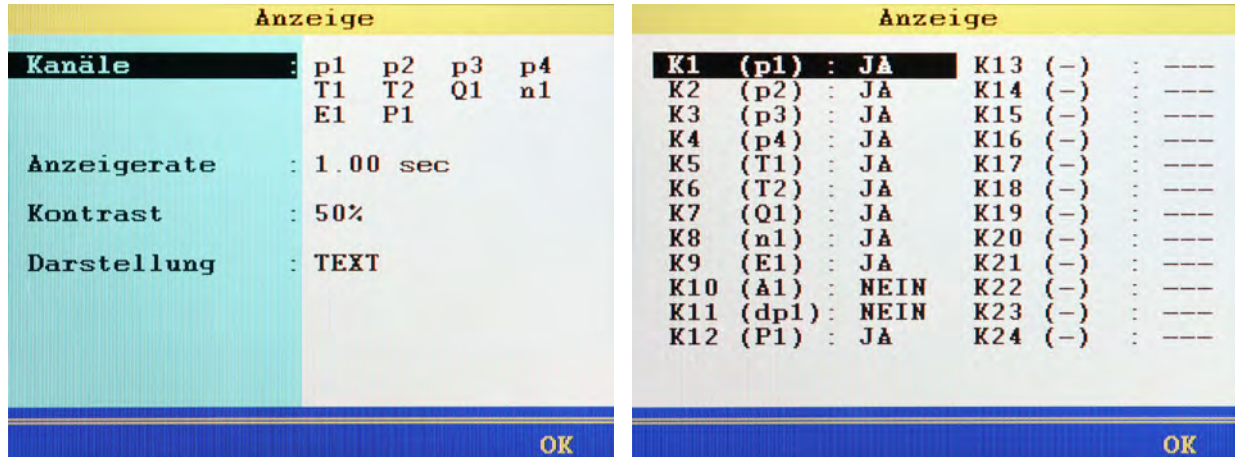 Anzeige
Kanäle : p1 p2 p3 p4
T1 T2 Q1 n1
E1 P1
Anzeigerate : 1.00 sec
Kontrast : 50%
Darstellung : TEXT
OK
Anzeige
K1 (p1) : JA K13 (-) : ---
K2 (p2) : JA K14 (-) : ---
K3 (p3) : JA K15 (-) : ---
K4 (p4) : JA K16 (-) : ---
K5 (T1) : JA K17 (-) : ---
K6 (T2) : JA K18 (-) : ---
K7 (Q1) : JA K19 (-) : ---
K8 (n1) : JA K20 (-) : ---
K9 (E1) : JA K21 (-) : ---
K10 (A1) : NEIN K22 (-) : ---
K11 (dp1) : NEIN K23 (-) : ---
K12 (P1) : JA K24 (-) : ---
OK